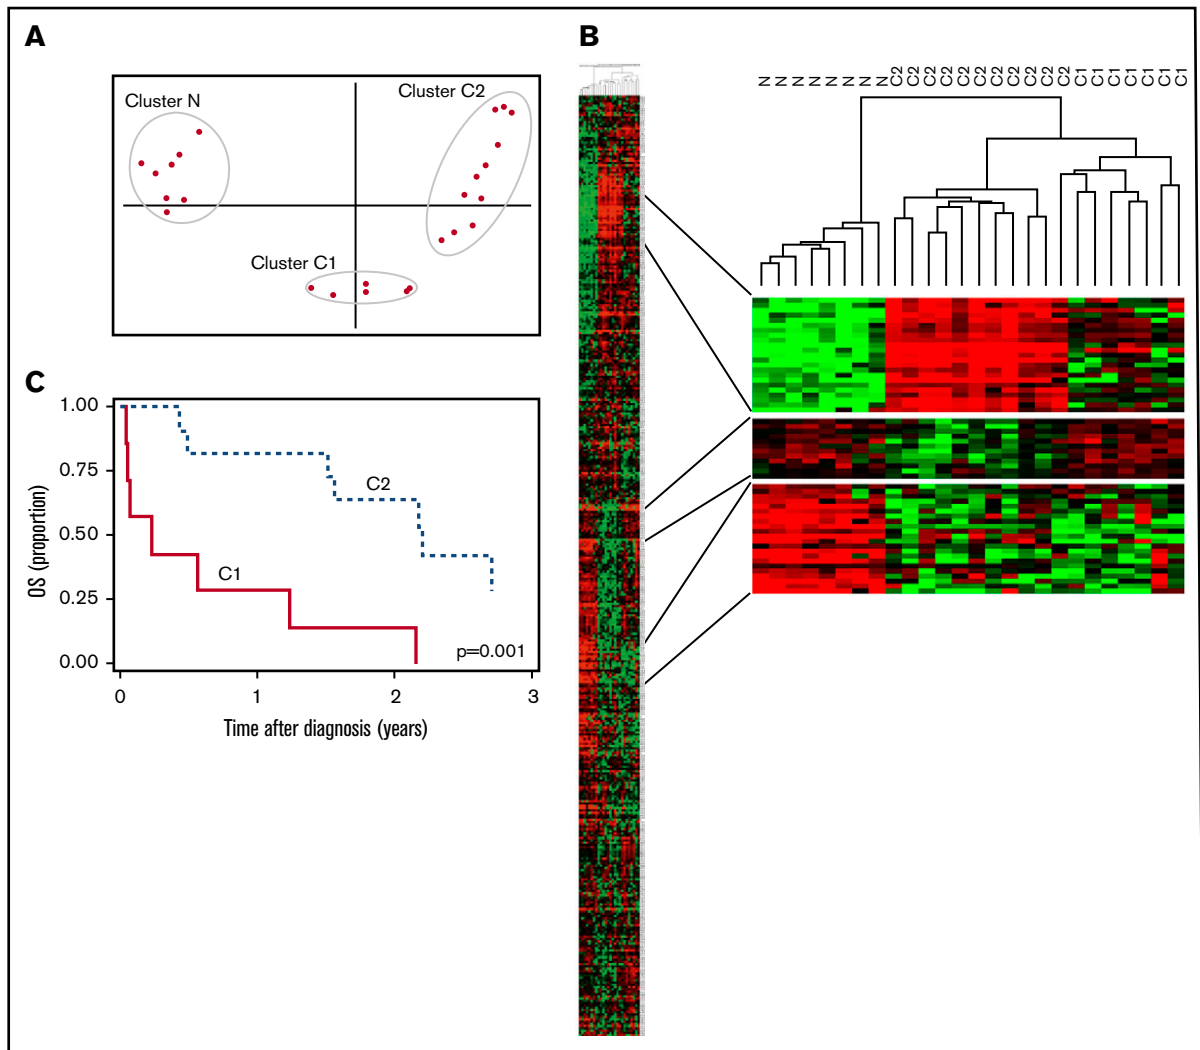 A
Cluster N
Cluster C2
Cluster C1
B
N N N N N N N N C2 C2 C2 C2 C2 C2 C2 C2 C2 C2 C2 C1 C1 C1 C1 C1 C1 C1
C
1.00
0.75
0.50
0.25
0.00
OS (proportion)
C2
C1
p=0.001
0 1 2 3
Time after diagnosis (years)